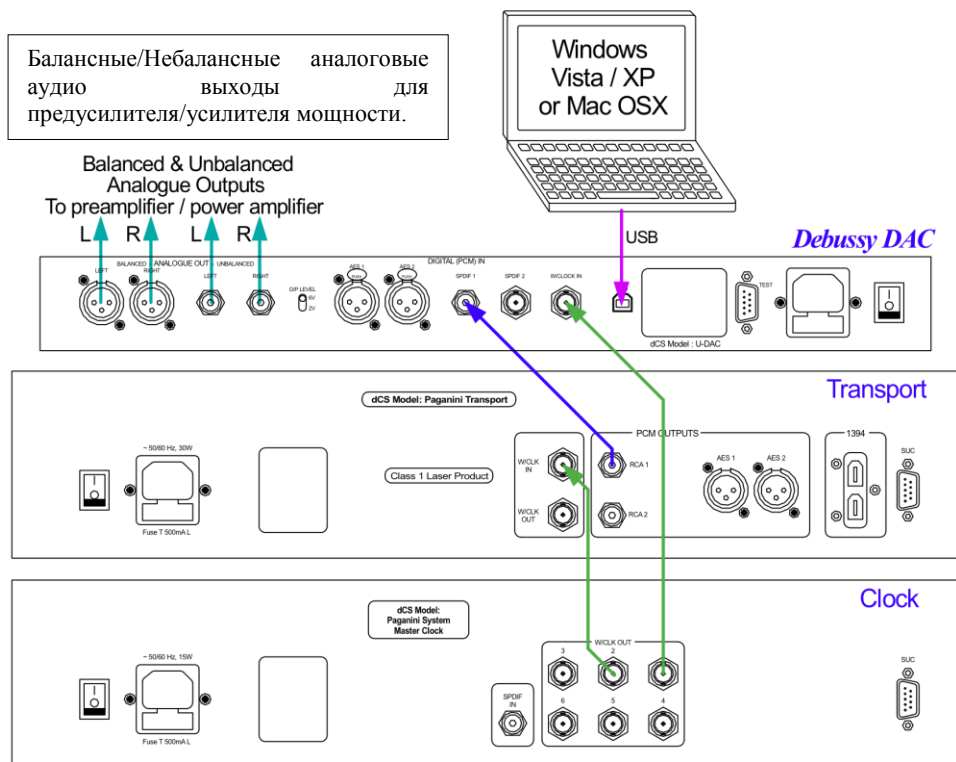 Балансные/Небалансные аналоговые
аудио выходы для
предусилителя/усилителя мощности.
Windows
Vista / XP
or Mac OSX
Balanced & Unbalanced
Analogue Outputs
To preamplifier / power amplifier
L R L R
USB
Debussy DAC
BALANCED ANALOGUE OUT UNBALANCED
LEFT RIGHT LEFT RIGHT
O/P LEVEL
6V
2V
DIGITAL (PCM) IN
AES 1 AES 2 SPDIF 1 SPDIF 2 W/CLOCK IN
PUSH PUSH
TEST
dCS Model : U-DAC
Transport
dCS Model: Paganini Transport
~ 50/60 Hz, 30W
Fuse T 500mA L
Class 1 Laser Product
W/CLK
IN
W/CLK
OUT
PCM OUTPUTS
RCA 1
RCA 2
AES 1 AES 2
1394
SUC
Clock
dCS Model:
Paganini System
Master Clock
~ 50/60 Hz, 15W
Fuse T 500mA L
SPDIF
IN
W/CLK OUT
3 2
6 5 4
SUC